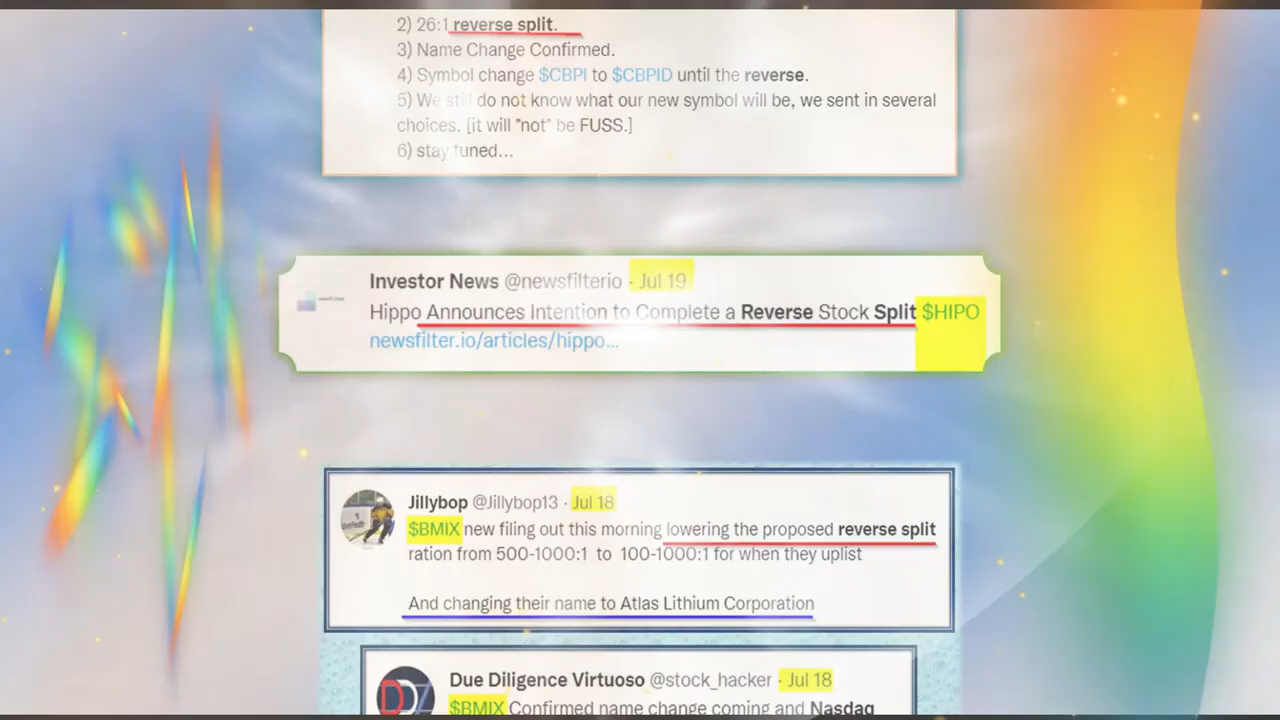 2) 26:1 reverse split.
3) Name Change Confirmed.
4) Symbol change $CBPI to $CBPID until the reverse.
5) We still do not know what our new symbol will be, we sent in several
choices. [it will "not" be FUSS.]
6) stay tuned...
Investor News @newsfilterio · Jul 19
Hippo Announces Intention to Complete a Reverse Stock Split $HIPO
newsfilter.io/articles/hippo...
Jillybop @Jillybop13 · Jul 18
$BMIX new filing out this morning lowering the proposed reverse split
ration from 500-1000:1 to 100-1000:1 for when they uplist
And changing their name to Atlas Lithium Corporation
Due Diligence Virtuoso @stock_hacker · Jul 18
$BMIX Confirmed name change coming and Nasdaq